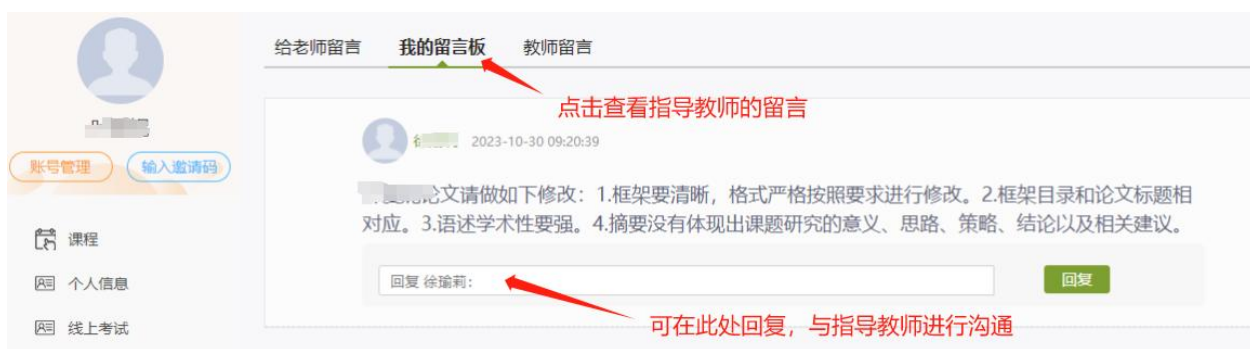 给老师留言 我的留言板 教师留言
点击查看指导教师的留言
2023-10-30 09:20:39
账号管理 输入邀请码
论文请做如下修改：1.框架要清晰，格式严格按照要求进行修改。2.框架目录和论文标题相
对应。3.语述学术性要强。4.摘要没有体现出课题研究的意义、思路、策略、结论以及相关建议。
课程
回复 徐瑜莉： 回复
个人信息
可在此处回复，与指导教师进行沟通
线上考试